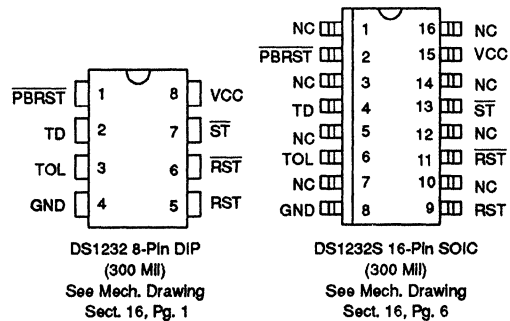 PBRST 1 8 VCC
TD 2 7 ST
TOL 3 6 RST
GND 4 5 RST
DS1232 8-Pin DIP
(300 Mil)
See Mech. Drawing
Sect. 16, Pg. 1
NC 1 16 NC
PBRST 2 15 VCC
NC 3 14 NC
TD 4 13 ST
NC 5 12 NC
TOL 6 11 RST
NC 7 10 NC
GND 8 9 RST
DS1232S 16-Pin SOIC
(300 Mil)
See Mech. Drawing
Sect. 16, Pg. 6